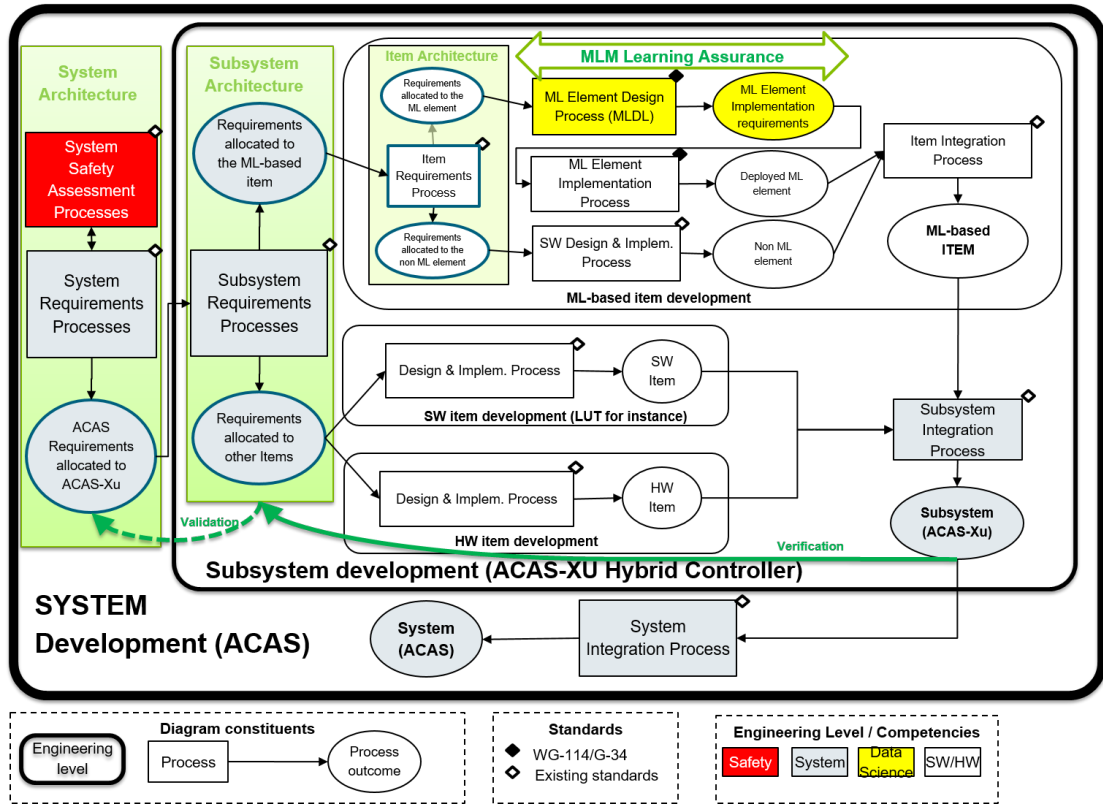 System
Architecture
System
Safety
Assessment
Processes
System
Requirements
Processes
ACAS
Requirements
allocated to
ACAS-Xu
Subsystem
Architecture
Requirements
allocated to
the ML-based
item
Subsystem
Requirements
Processes
Requirements
allocated to
other Items
Item Architecture
Requirements
allocated to the
ML element
Item
Requirements
Process
Requirements
allocated to the
non ML element
MLM Learning Assurance
ML Element Design
Process (MLDL)
ML Element
Implementation
requirements
ML Element
Implementation
Process
Deployed ML
element
SW Design & Implem.
Process
Non ML
element
Item Integration
Process
ML-based
ITEM
ML-based item development
Design & Implem. Process
SW
Item
SW item development (LUT for instance)
Design & Implem. Process
HW
Item
HW item development
Subsystem
Integration
Process
Subsystem
(ACAS-Xu)
Validation
Verification
Subsystem development (ACAS-XU Hybrid Controller)
SYSTEM
Development (ACAS)
System
(ACAS)
System
Integration Process
Diagram constituents
Engineering
level
Process
Process
outcome
Standards
WG-114/G-34
Existing standards
Engineering Level / Competencies
Safety
System
Data
Science
SW/HW